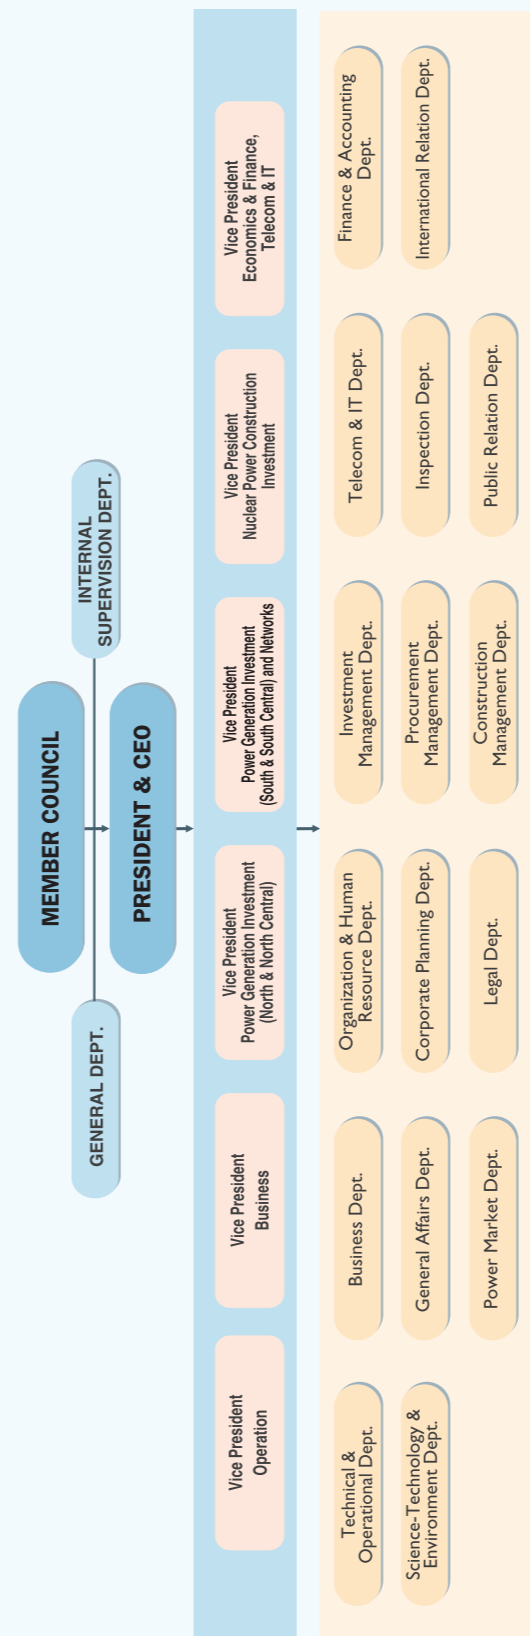 MEMBER COUNCIL
GENERAL DEPT.
INTERNAL
SUPERVISION DEPT.
PRESIDENT & CEO
Vice President
Operation
Vice President
Business
Vice President
Power Generation Investment
(North & North Central)
Vice President
Power Generation Investment
(South & South Central) and Networks
Vice President
Nuclear Power Construction
Investment
Vice President
Economics & Finance,
Telecom & IT
Technical &
Operational Dept.
Business Dept.
Organization & Human
Resource Dept.
Investment
Management Dept.
Telecom & IT Dept.
Finance & Accounting
Dept.
Science-Technology &
Environment Dept.
General Affairs Dept.
Corporate Planning Dept.
Procurement
Management Dept.
Inspection Dept.
International Relation Dept.
Power Market Dept.
Legal Dept.
Construction
Management Dept.
Public Relation Dept.